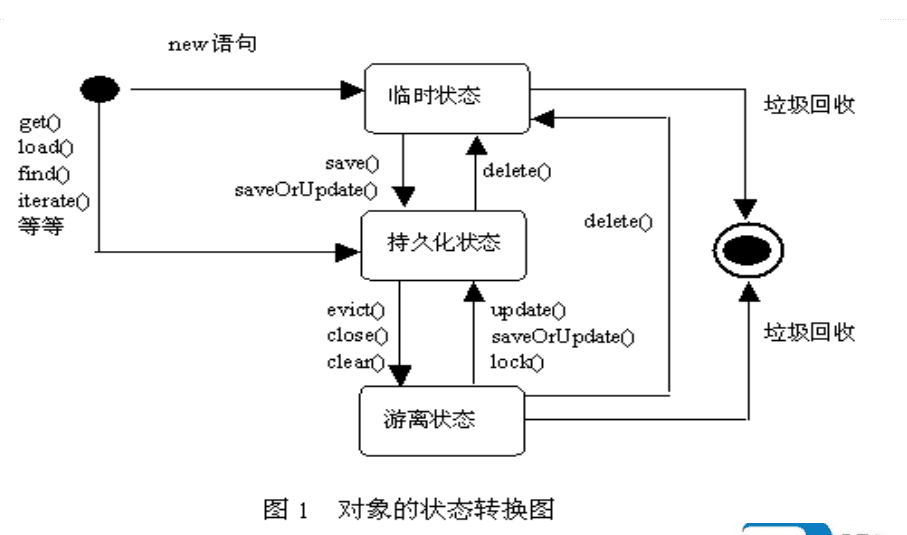 new语句
临时状态
垃圾回收
get()
load()
find()
iterate()
等等
save()
saveOrUpdate()
delete()
delete()
持久化状态
evict()
close()
clear()
update()
saveOrUpdate()
lock()
垃圾回收
游离状态
图 1 对象的状态转换图